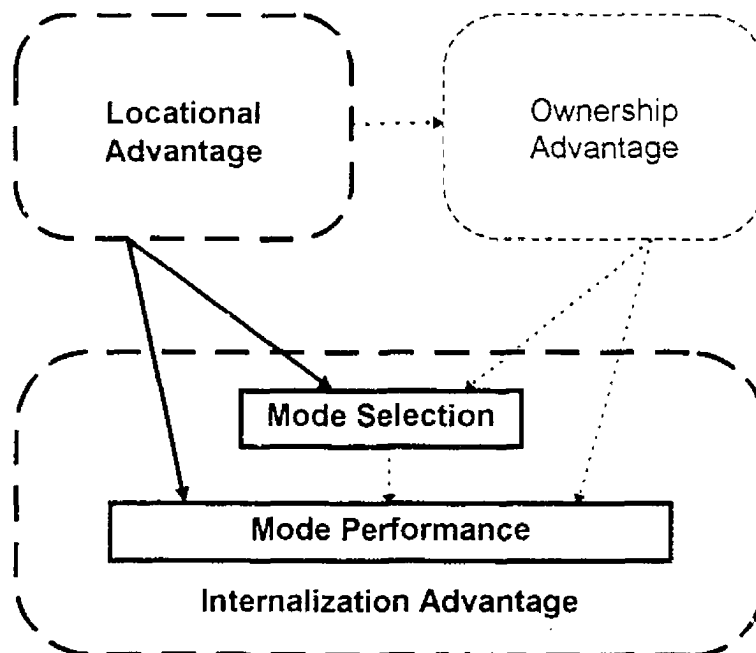 Locational
Advantage
Ownership
Advantage
Mode Selection
Mode Performance
Internalization Advantage